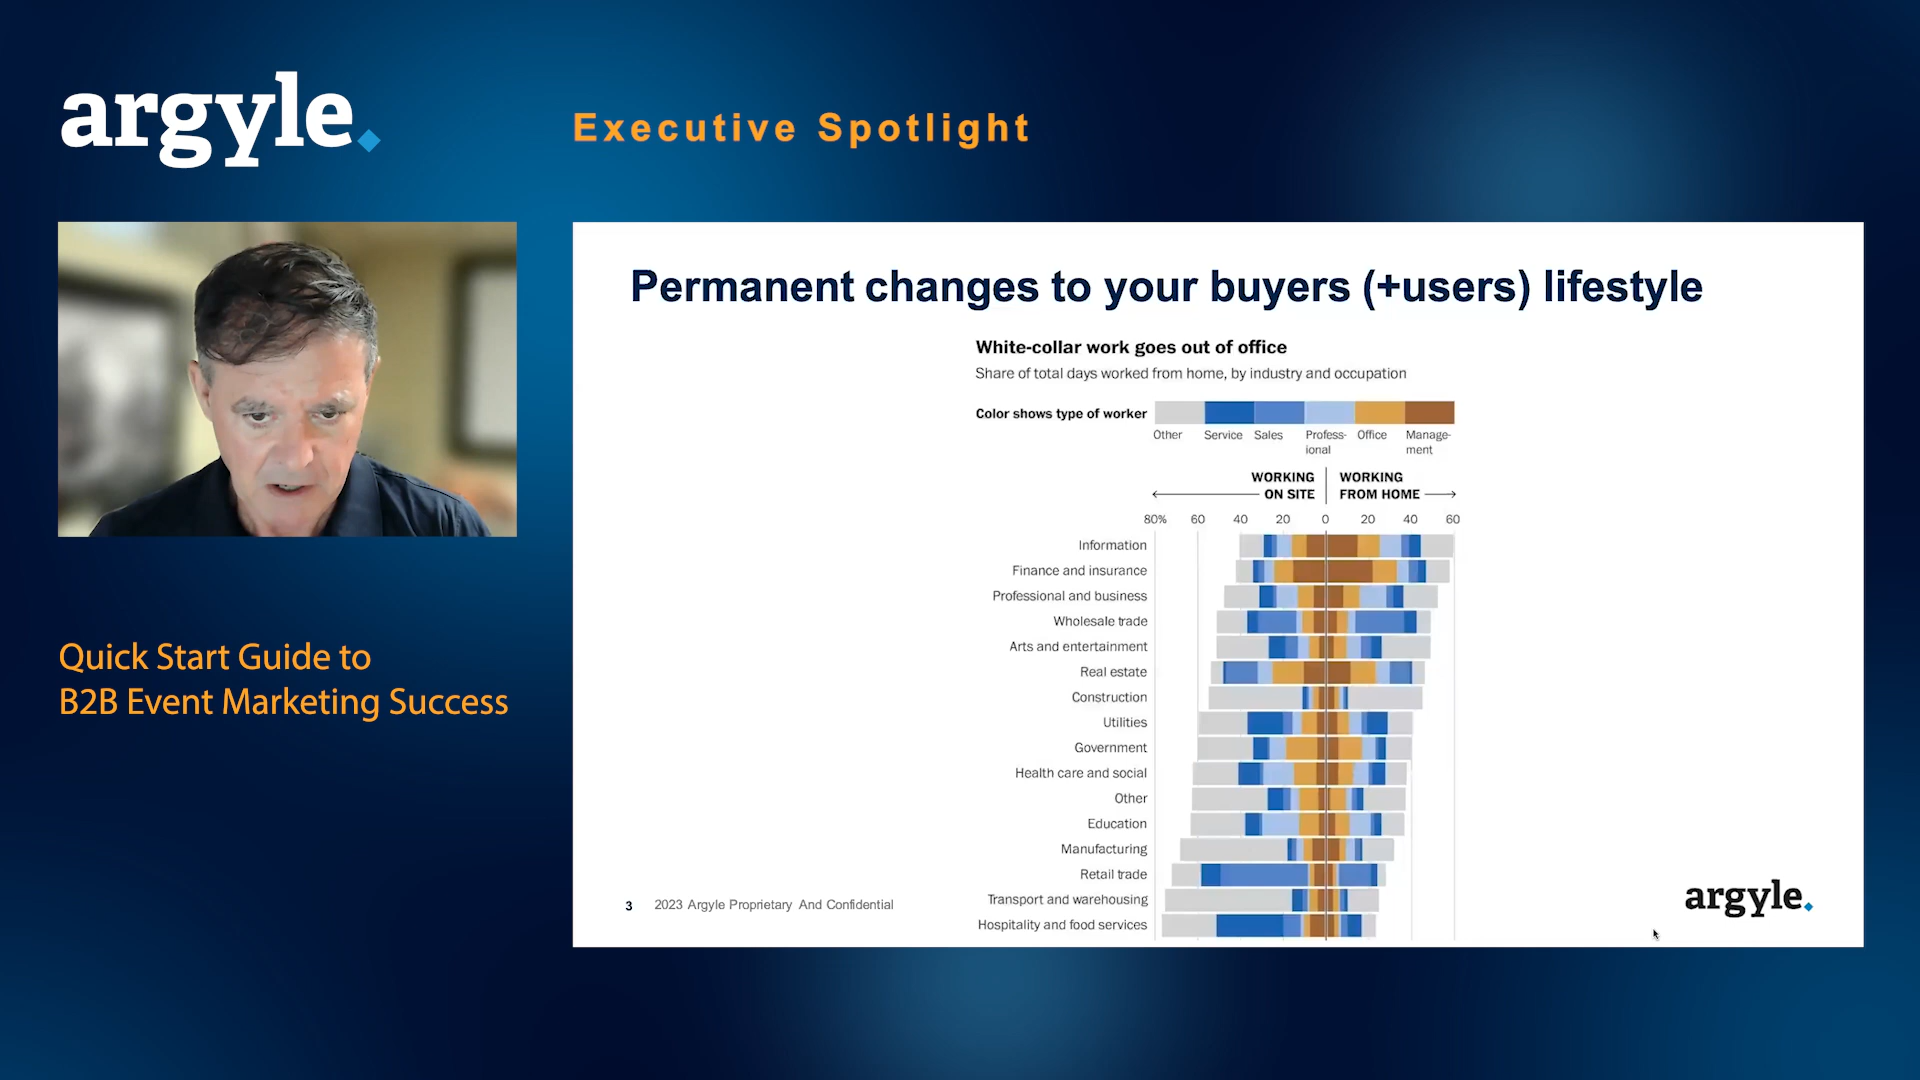 argyle.
Executive Spotlight
Quick Start Guide to
B2B Event Marketing Success
Permanent changes to your buyers (+users) lifestyle
White-collar work goes out of office
Share of total days worked from home, by industry and occupation
Color shows type of worker
Other Service Sales Profess- Office Manage-
ional ment
WORKING WORKING
ON SITE FROM HOME
80% 60 40 20 0 20 40 60
Information
Finance and insurance
Professional and business
Wholesale trade
Arts and entertainment
Real estate
Construction
Utilities
Government
Health care and social
Other
Education
Manufacturing
Retail trade
Transport and warehousing
Hospitality and food services
3 2023 Argyle Proprietary And Confidential
argyle.